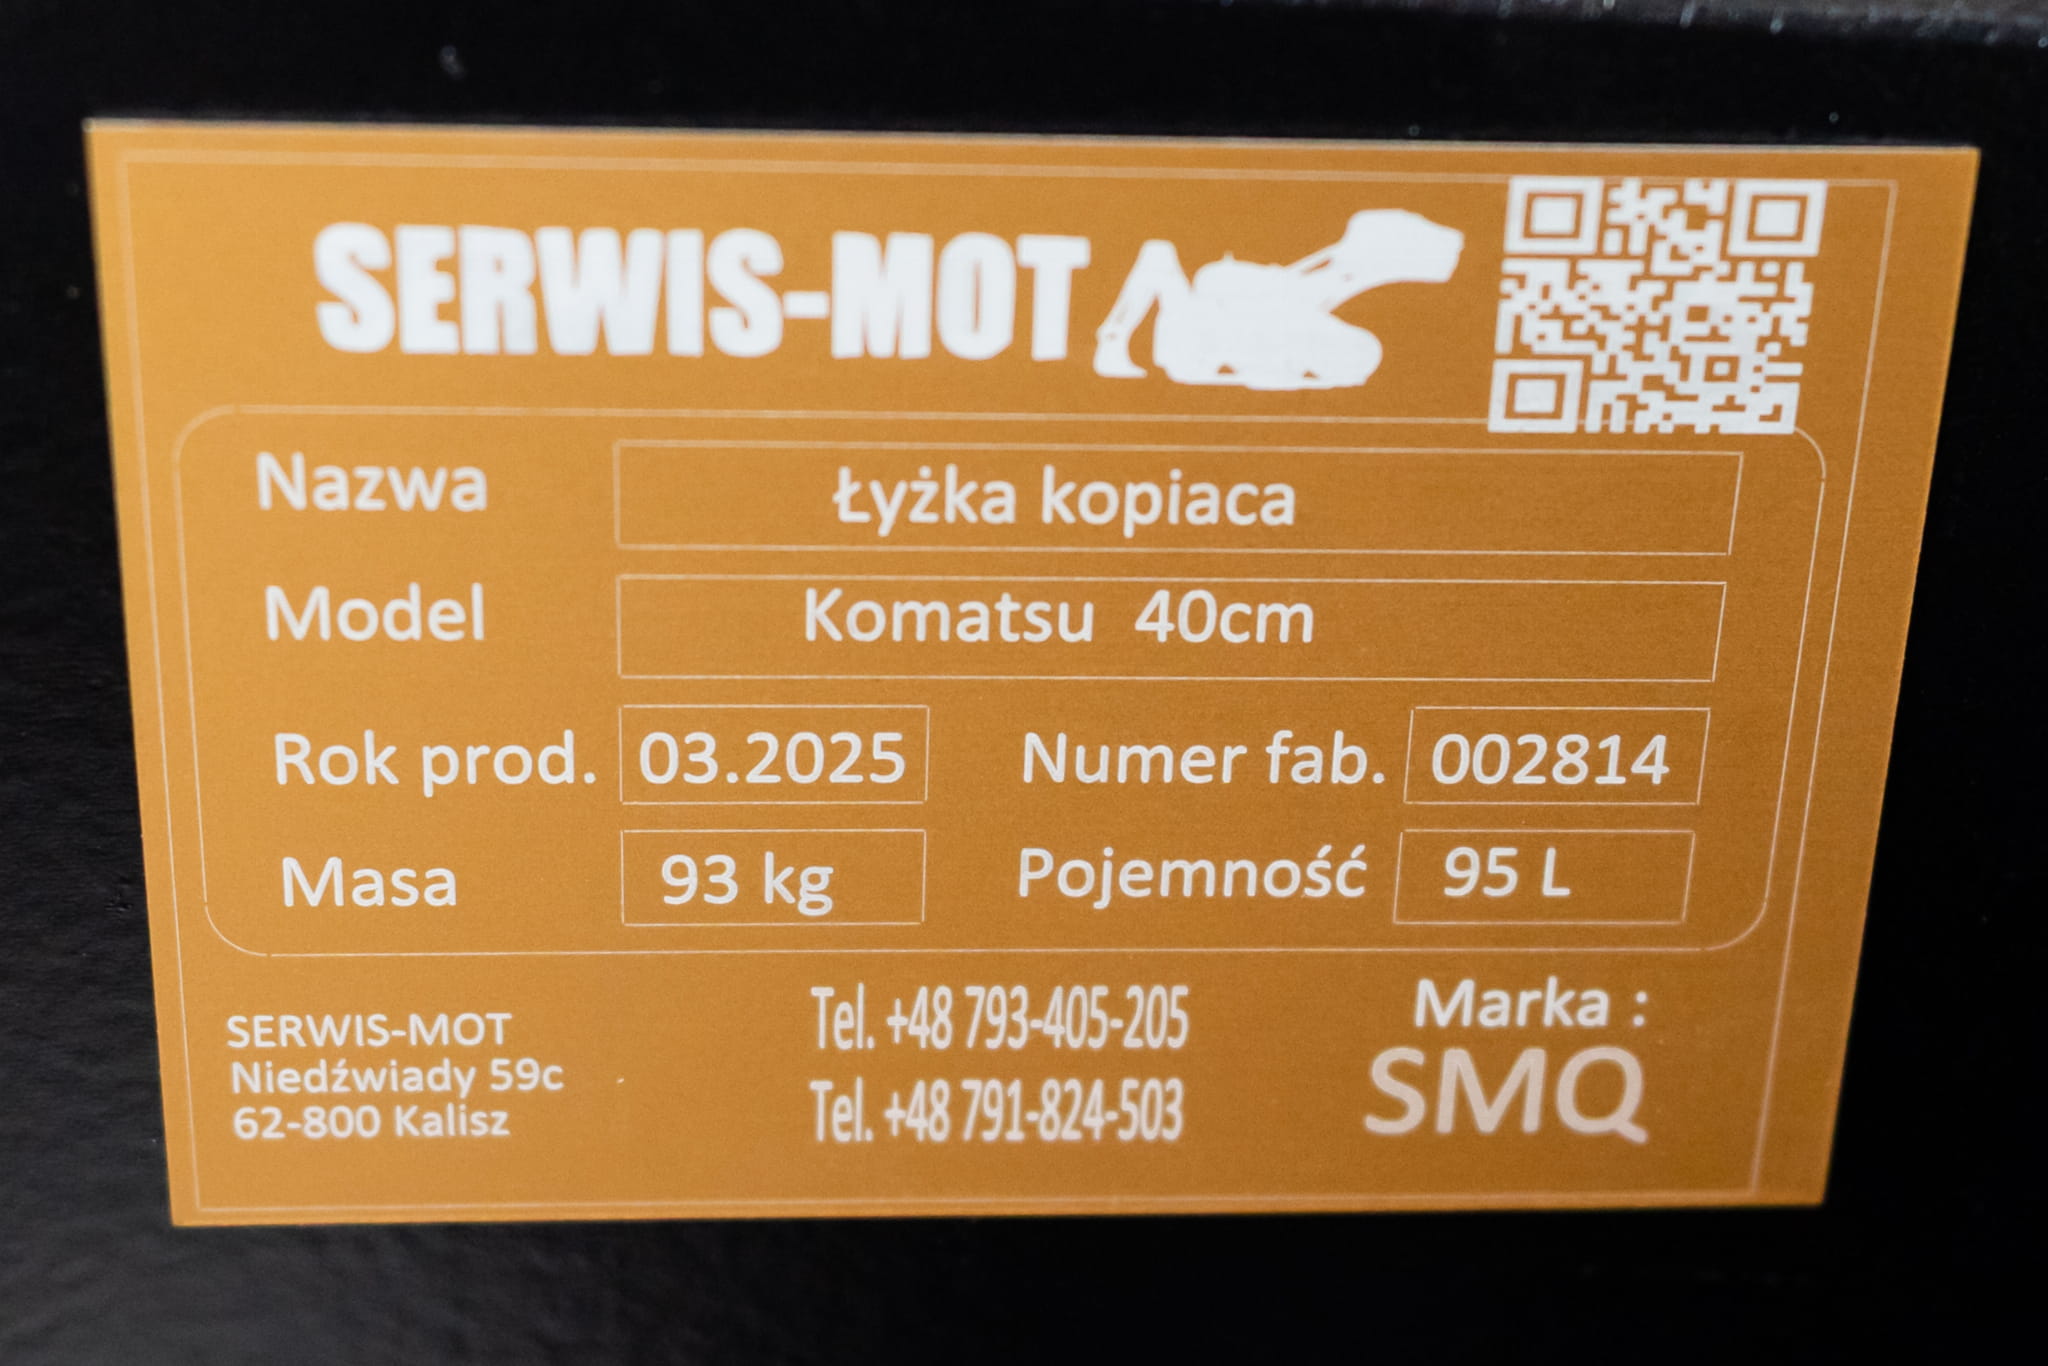 SERWIS-MOT
Nazwa Łyżka kopiaca
Model Komatsu 40cm
Rok prod. 03.2025 Numer fab. 002814
Masa 93 kg Pojemność 95 L
SERWIS-MOT
Niedźwiady 59c
62-800 Kalisz
Tel. +48 793-405-205
Tel. +48 791-824-503
Marka :
SMQ